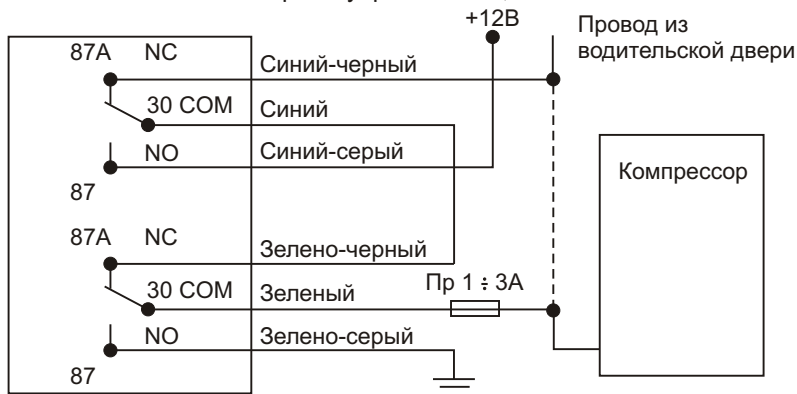 +12В
Провод из
водительской двери
87A NC
Синий-черный
30 COM
Синий
NO
Синий-серый
87
Компрессор
87A NC
Зелено-черный
30 COM
Зеленый
Пр 1 ÷ 3А
NO
Зелено-серый
87